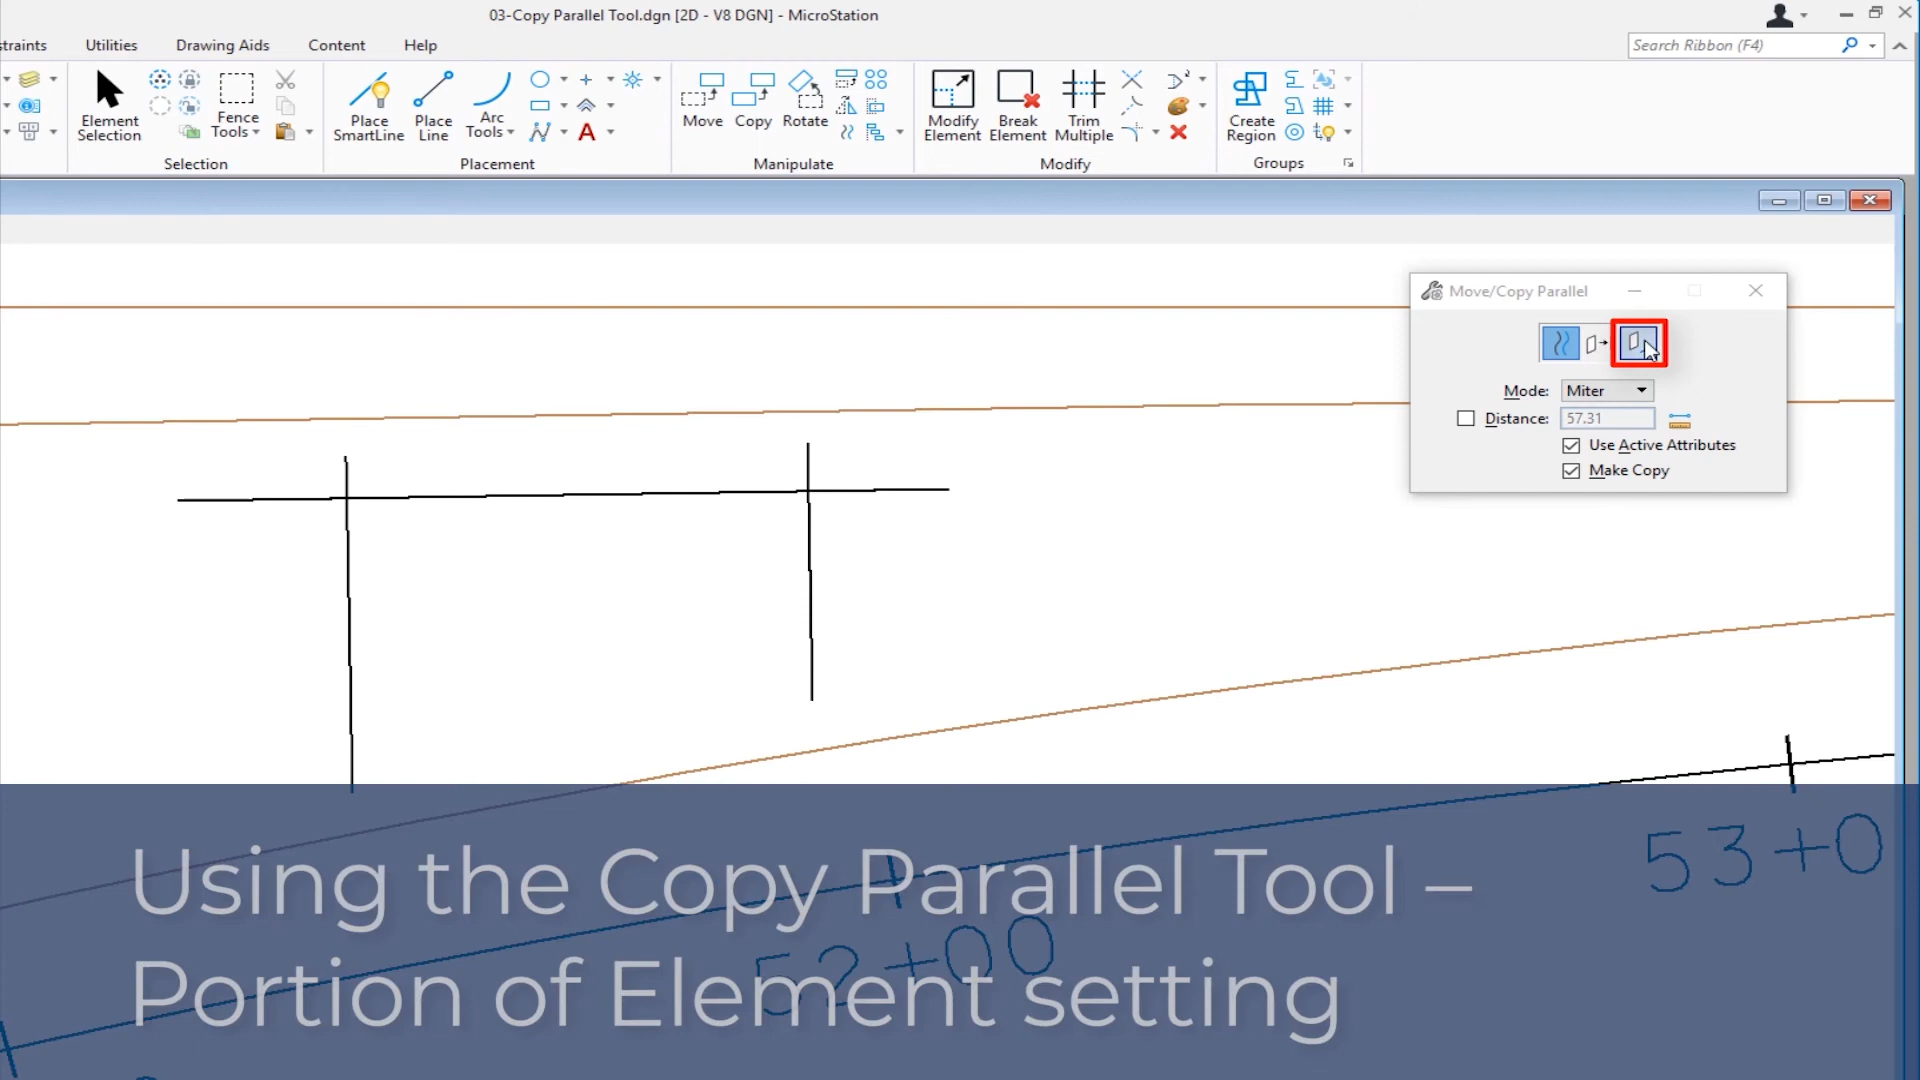 03-Copy Parallel Tool.dgn [2D - V8 DGN] - MicroStation
straints Utilities Drawing Aids Content Help
Search Ribbon (F4)
Element Selection
Fence Tools
Selection
Place SmartLine
Place Line
Arc Tools
Placement
Move Copy Rotate
Manipulate
Modify Element
Break Element
Trim Multiple
Modify
Create Region
Groups
Move/Copy Parallel
Mode: Miter
Distance: 57.31
Use Active Attributes
Make Copy
53+0
52+00
Using the Copy Parallel Tool –
Portion of Element setting